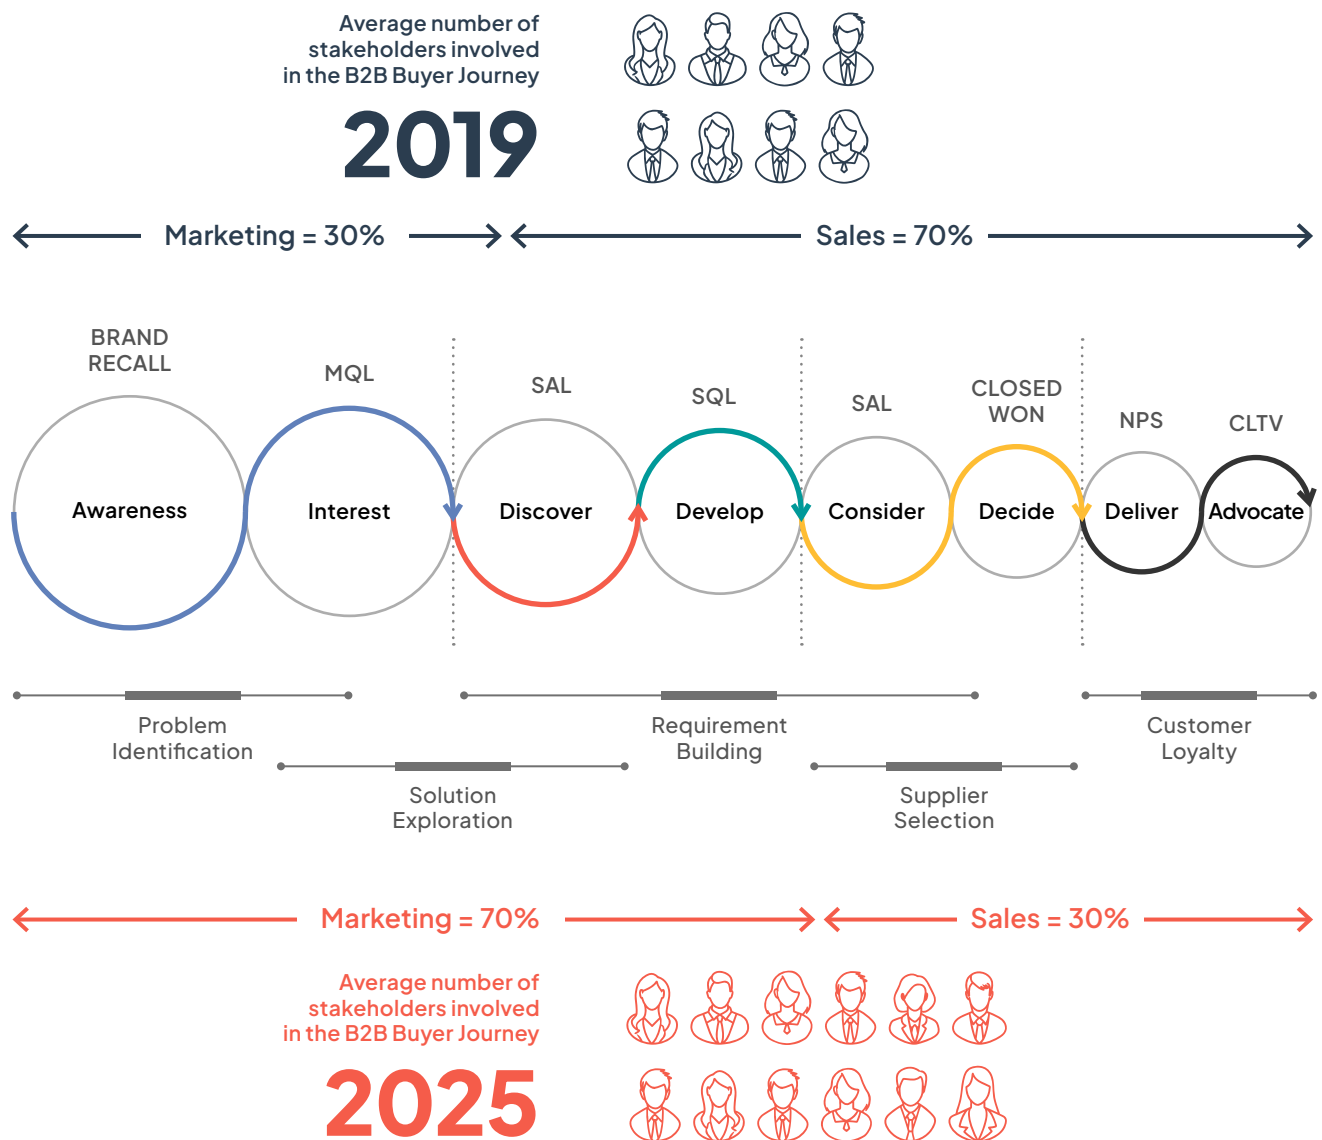 Average number of
stakeholders involved
in the B2B Buyer Journey
2019
Marketing = 30%
Sales = 70%
BRAND
RECALL
MQL
SAL
SQL
SAL
CLOSED
WON
NPS
CLTV
Awareness
Interest
Discover
Develop
Consider
Decide
Deliver
Advocate
Problem
Identification
Solution
Exploration
Requirement
Building
Supplier
Selection
Customer
Loyalty
Marketing = 70%
Sales = 30%
Average number of
stakeholders involved
in the B2B Buyer Journey
2025